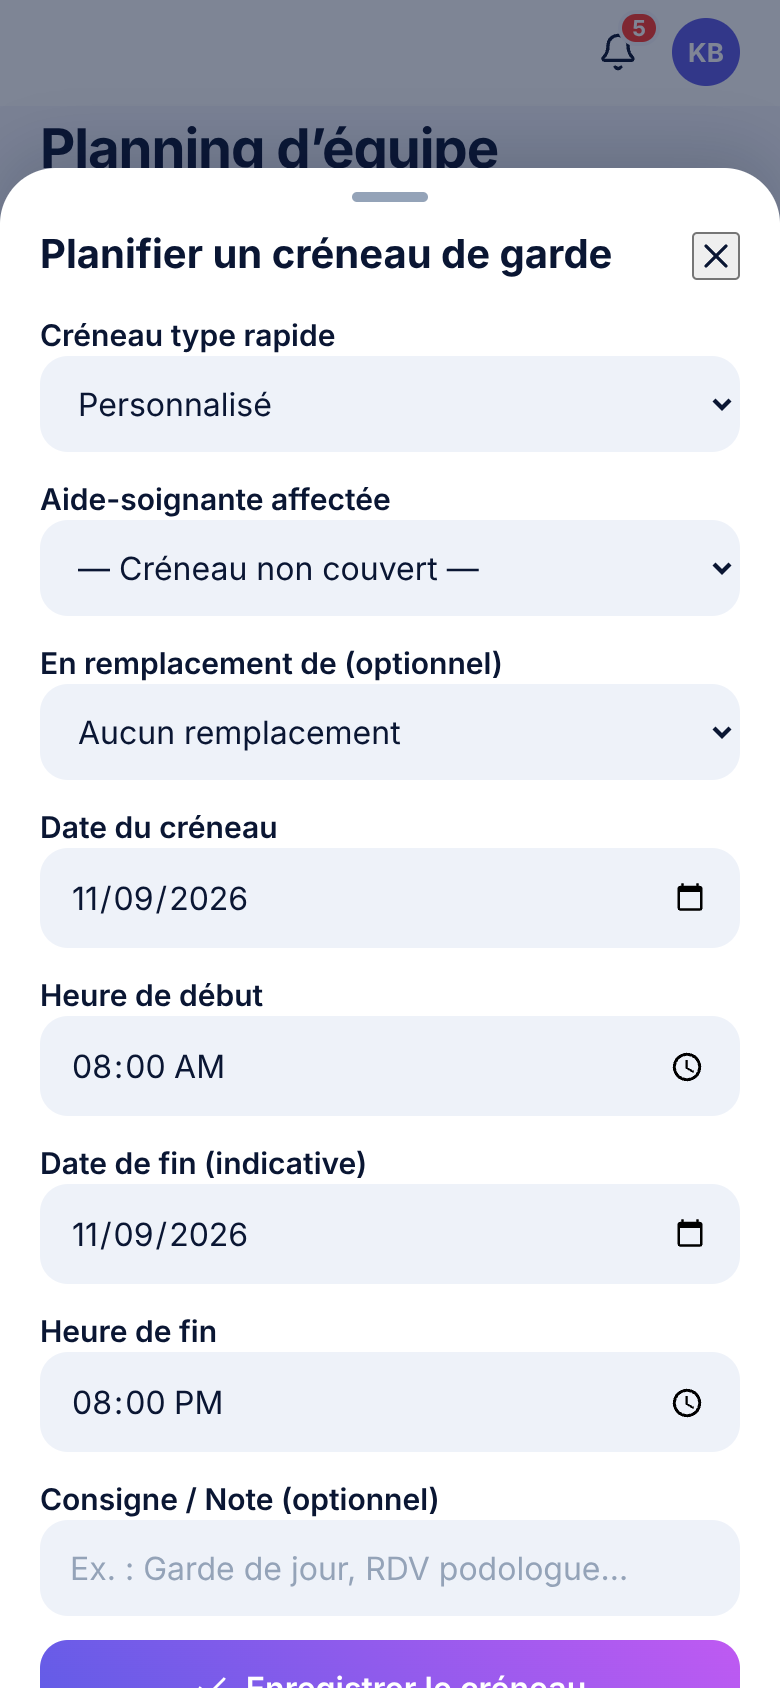 5
KB
Planning d’équipe
Planifier un créneau de garde
Créneau type rapide
Personnalisé
Aide-soignante affectée
— Créneau non couvert —
En remplacement de (optionnel)
Aucun remplacement
Date du créneau
11/09/2026
Heure de début
08:00 AM
Date de fin (indicative)
11/09/2026
Heure de fin
08:00 PM
Consigne / Note (optionnel)
Ex. : Garde de jour, RDV podologue...
Enregistrer le créneau